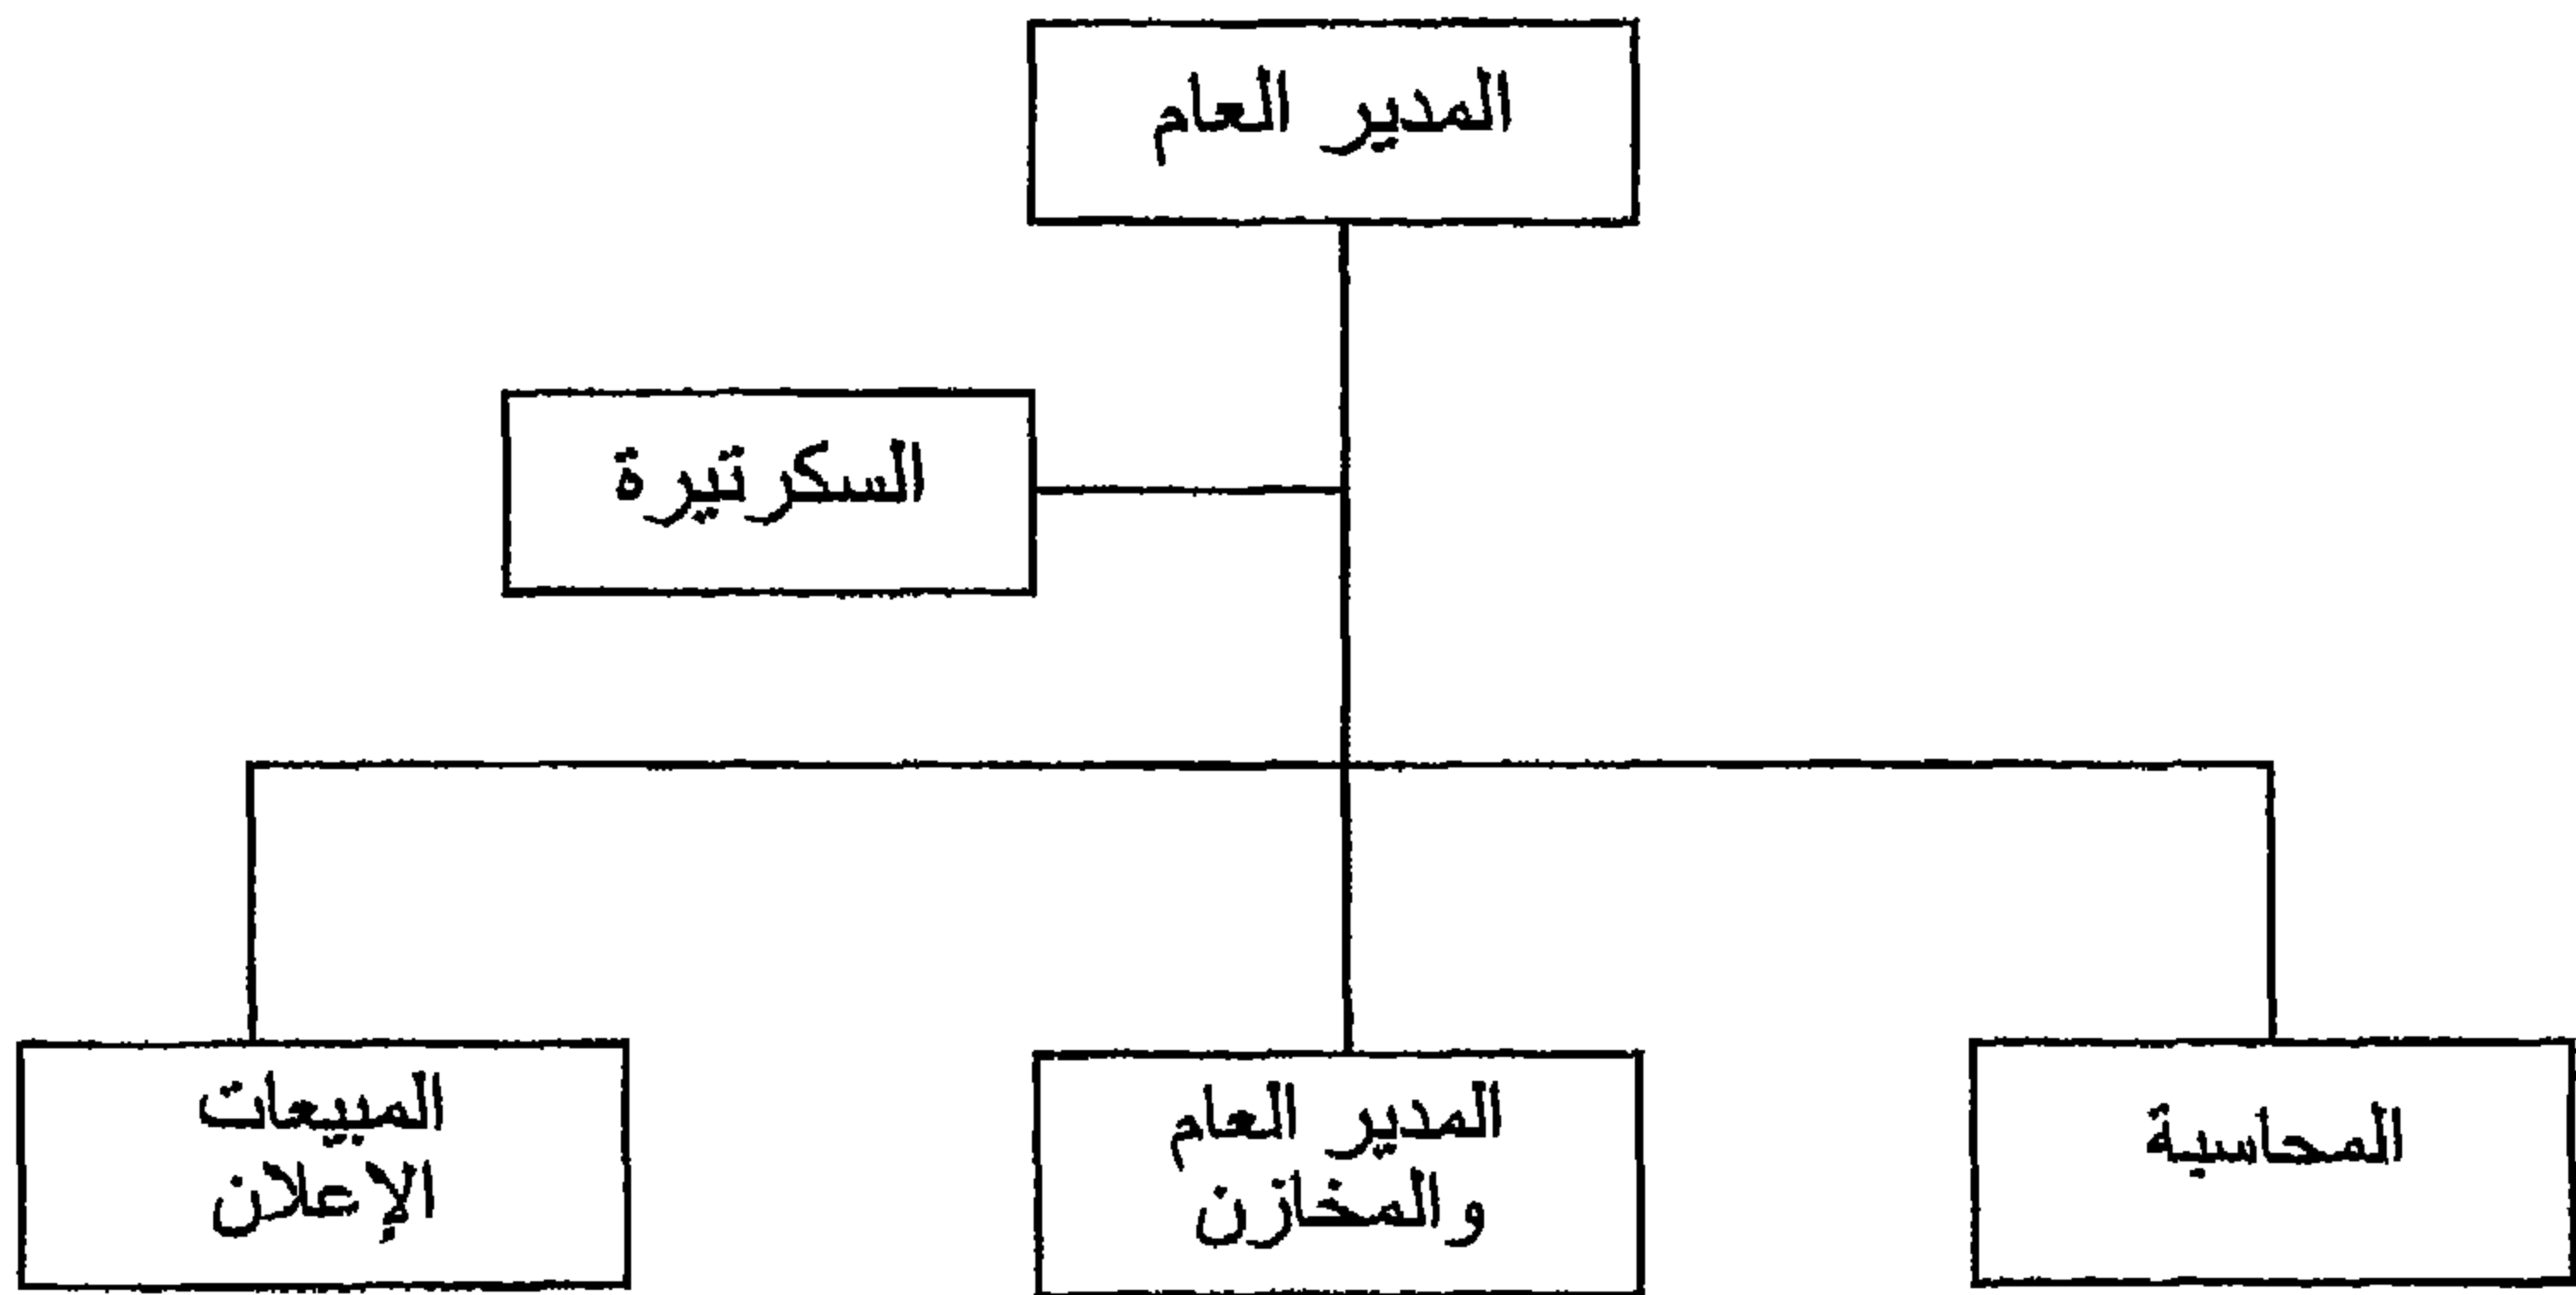 المدير العام
السكرتيرة
المحاسبة
المدير العام
والمخازن
المبيعات
الإعلان